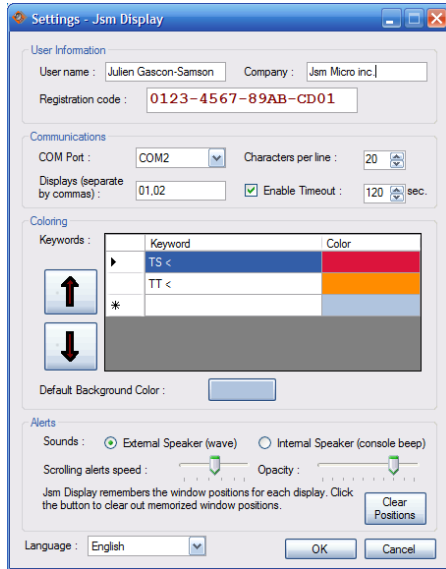 Settings - Jsm Display
User Information
User name : Julien Gascon-Samson Company : Jsm Micro inc.
Registration code : 0123-4567-89AB-CD01
Communications
COM Port : COM2 Characters per line : 20
Displays (separate by commas) : 01,02 Enable Timeout : 120 sec.
Coloring
Keywords : Keyword Color
TS <
TT <
Default Background Color :
Alerts
Sounds : External Speaker (wave) Internal Speaker (console beep)
Scrolling alerts speed : Opacity :
Jsm Display remembers the window positions for each display. Click
the button to clear out memorized window positions.
Clear
Positions
Language : English OK Cancel